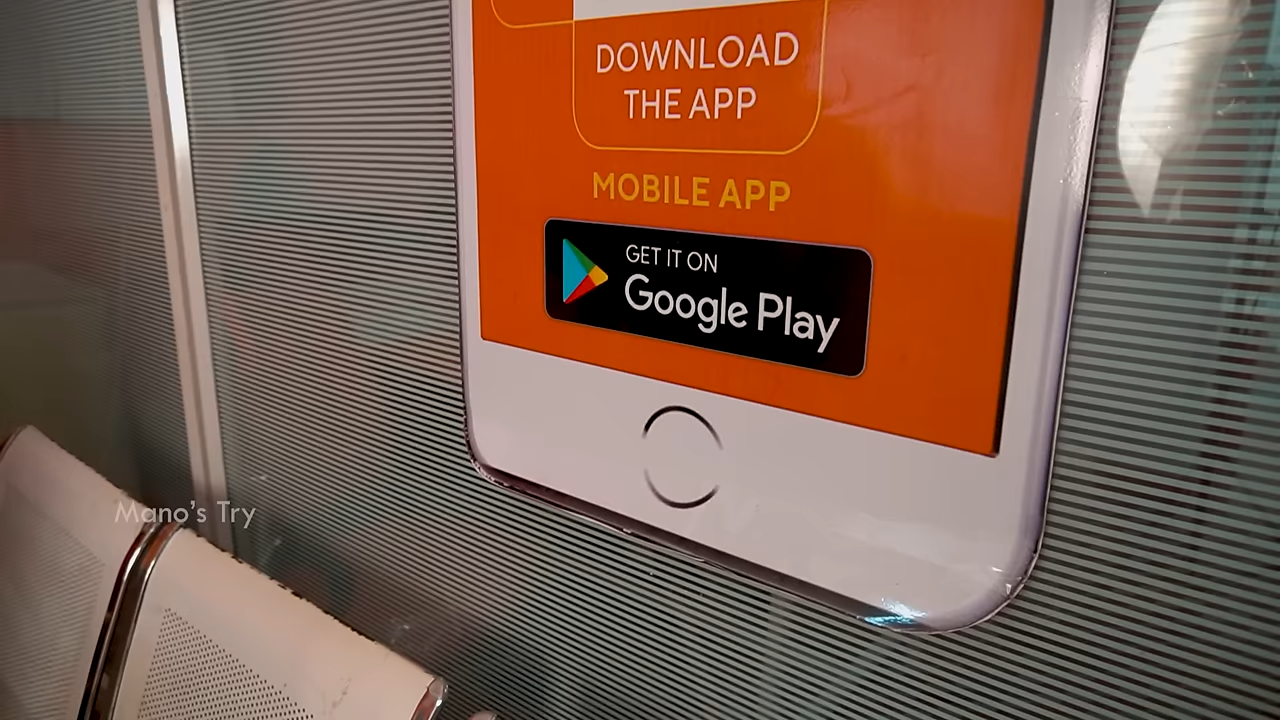 DOWNLOAD
THE APP
MOBILE APP
GET IT ON
Google Play
Mano's Try